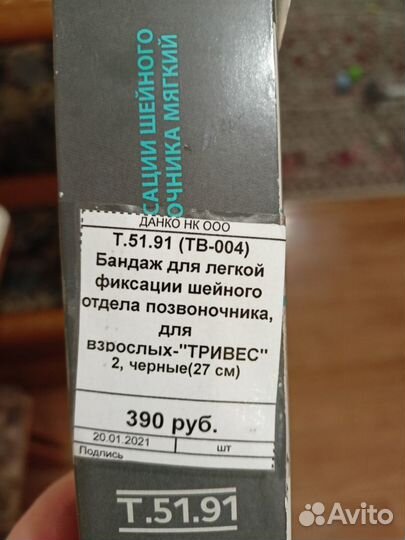 САЦИИ ШЕЙНОГО
ОЧНИКА МЯГКИЙ
ДАНКО НК ООО
Т.51.91 (ТВ-004)
Бандаж для легкой
фиксации шейного
отдела позвоночника,
для
взрослых-"ТРИВЕС"
2, черные(27 см)
390 руб.
20.01.2021
шт
Подпись
Т.51.91
Avito